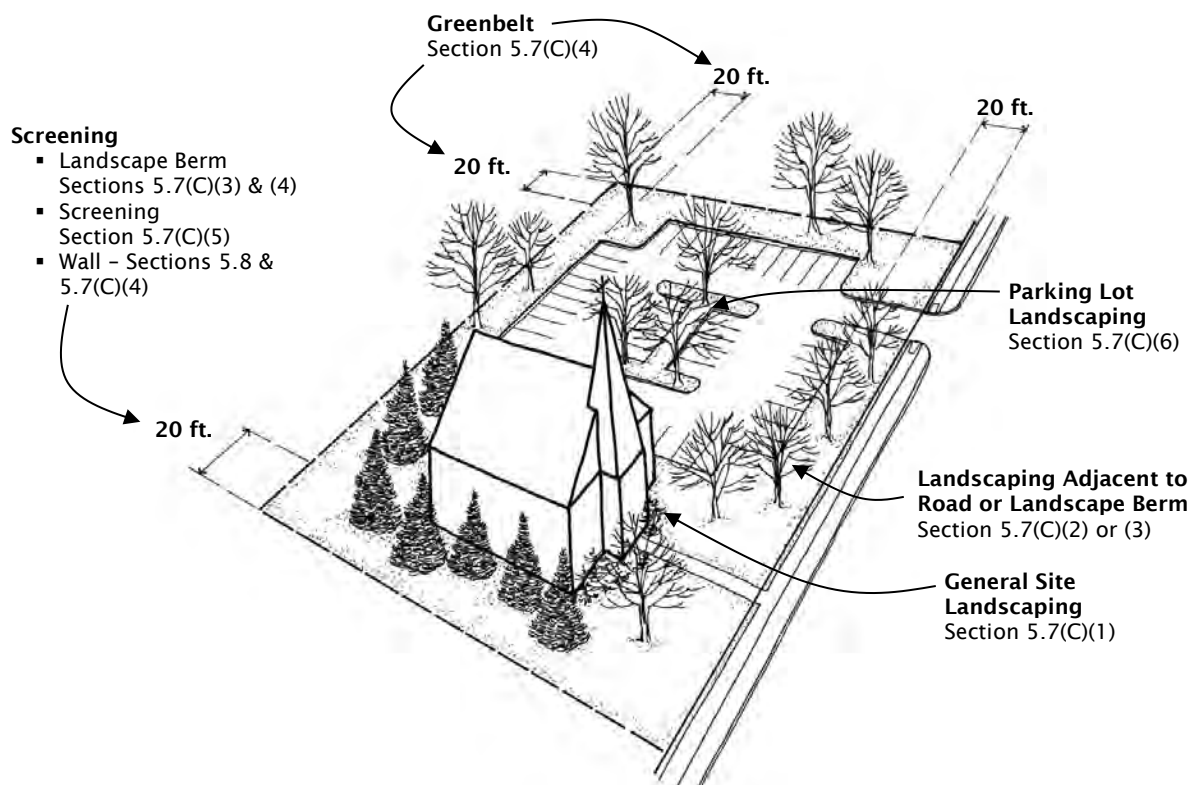 Greenbelt
Section 5.7(C)(4)
20 ft.
20 ft.
20 ft.
Screening
▪ Landscape Berm
Sections 5.7(C)(3) & (4)
▪ Screening
Section 5.7(C)(5)
▪ Wall – Sections 5.8 &
5.7(C)(4)
20 ft.
Parking Lot
Landscaping
Section 5.7(C)(6)
Landscaping Adjacent to
Road or Landscape Berm
Section 5.7(C)(2) or (3)
General Site
Landscaping
Section 5.7(C)(1)